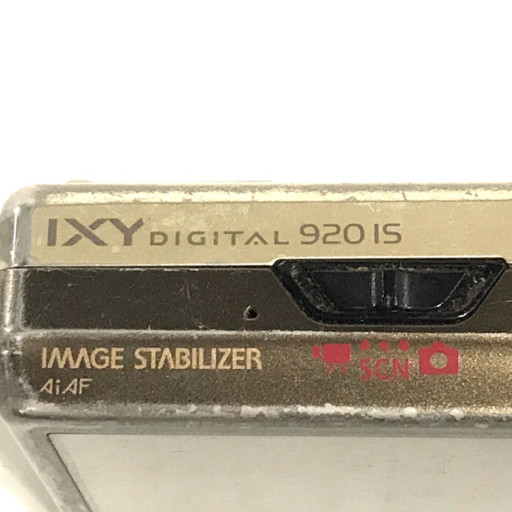 IXY DIGITAL 920 IS
IMAGE STABILIZER
AiAF
SCN